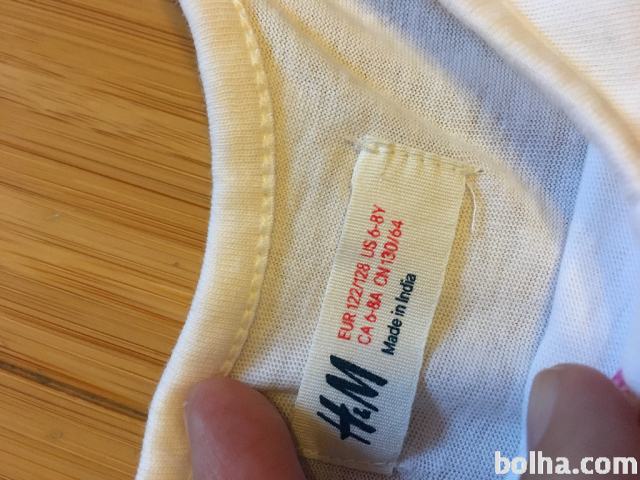 H&M
EUR 122/128 US 6-8Y
CA 6-8A CN 130/64
Made in India
bolha.com